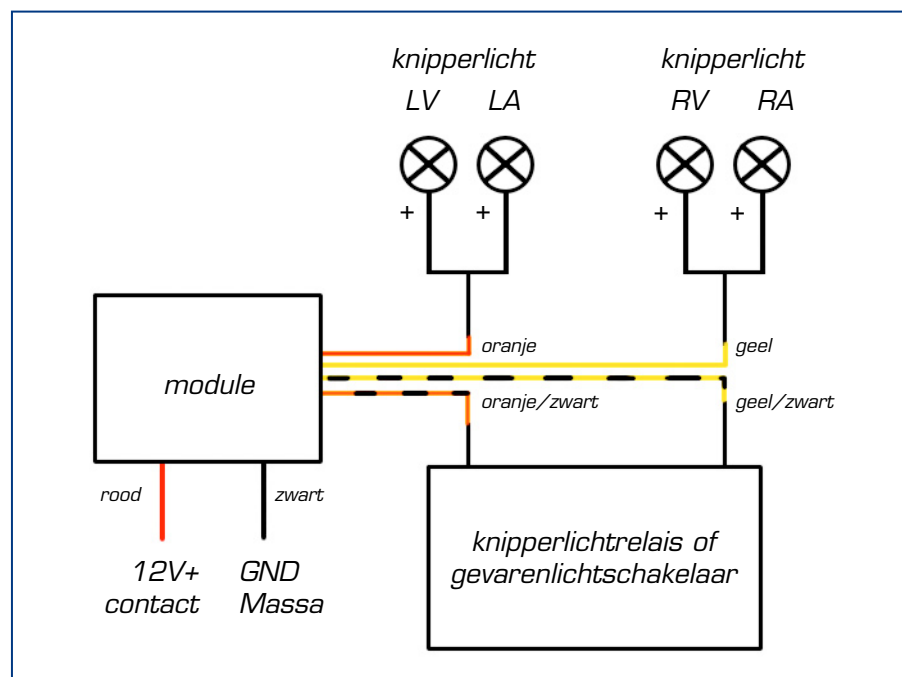 knipperlicht
LV LA
knipperlicht
RV RA
+ +
+ +
oranje
geel
module
oranje/zwart
geel/zwart
rood
zwart
12V+
contact
GND
Massa
knipperlichtrelais of
gevarenlichtschakelaar